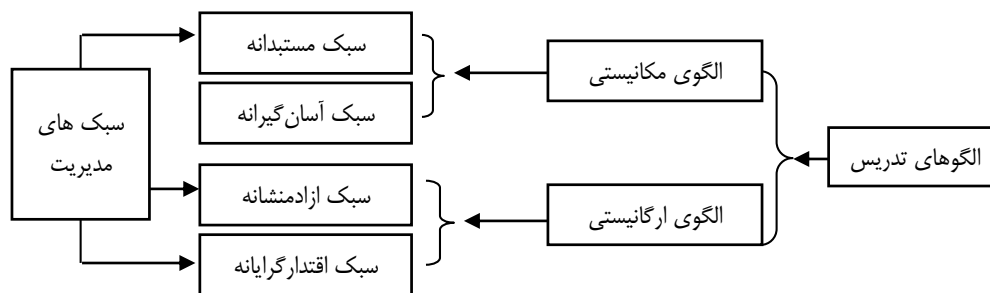 الگوهای تدریس
الگوی مکانیستی
الگوی ارگانیستی
سبک مستبدانه
سبک آسان‌گیرانه
سبک ازادمنشانه
سبک اقتدارگرایانه
سبک های
مدیریت